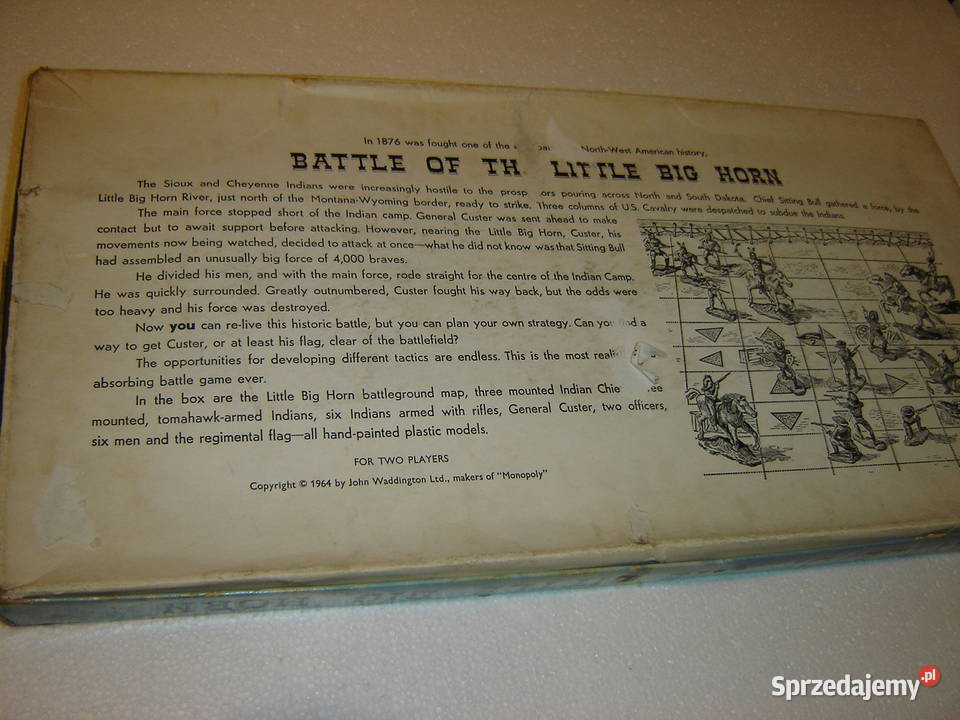 In 1876 was fought one of the North-West American history,
BATTLE OF TH LITTLE BIG HORN
The Sioux and Cheyenne Indians were increasingly hostile to the prosp ors pouring across North and South Dakota. Chief Sitting Bull gathered a force, by the
Little Big Horn River, just north of the Montana-Wyoming border, ready to strike. Three columns of U.S. Cavalry were despatched to subdue the Indians.
The main force stopped short of the Indian camp. General Custer was sent ahead to make
contact but to await support before attacking. However, nearing the Little Big Horn, Custer, his
movements now being watched, decided to attack at once—what he did not know was that Sitting Bull
had assembled an unusually big force of 4,000 braves.
He divided his men, and with the main force, rode straight for the centre of the Indian Camp.
He was quickly surrounded. Greatly outnumbered, Custer fought his way back, but the odds were
too heavy and his force was destroyed.
Now you can re-live this historic battle, but you can plan your own strategy. Can you nd a
way to get Custer, or at least his flag, clear of the battlefield?
The opportunities for developing different tactics are endless. This is the most reali
absorbing battle game ever.
In the box are the Little Big Horn battleground map, three mounted Indian Chie ee
mounted, tomahawk-armed Indians, six Indians armed with rifles, General Custer, two officers,
six men and the regimental flag—all hand-painted plastic models.
FOR TWO PLAYERS
Copyright © 1964 by John Waddington Ltd., makers of "Monopoly"
HORN
Sprzedajemy.pl